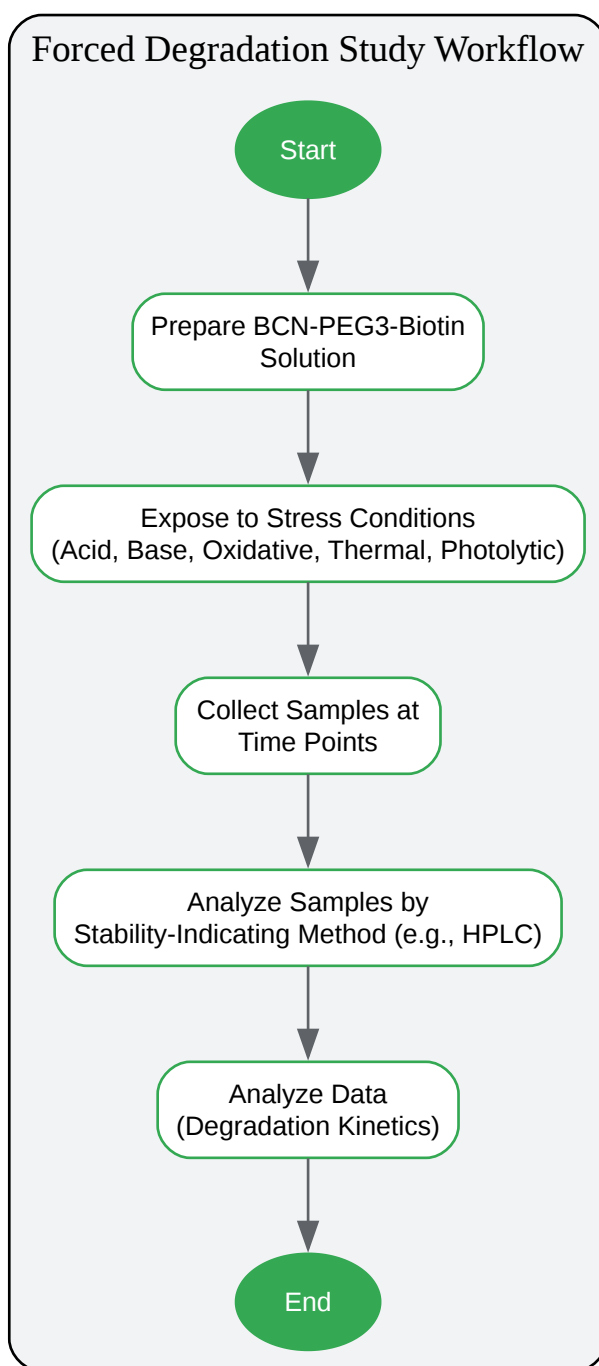 Forced Degradation Study Workflow
Start
Prepare BCN-PEG3-Biotin
Solution
Expose to Stress Conditions
(Acid, Base, Oxidative, Thermal, Photolytic)
Collect Samples at
Time Points
Analyze Samples by
Stability-Indicating Method (e.g., HPLC)
Analyze Data
(Degradation Kinetics)
End